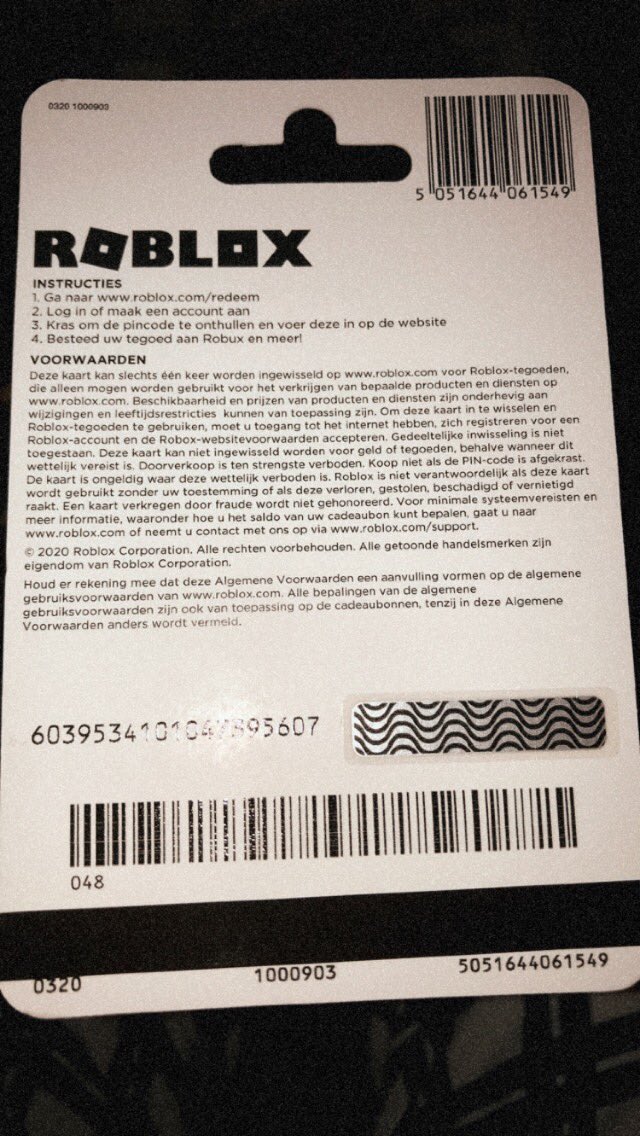 0320 1000903
5 051644 061549
ROBLOX
INSTRUCTIES
1. Ga naar www.roblox.com/redeem
2. Log in of maak een account aan
3. Kras om de pincode te onthullen en voer deze in op de website
4. Besteed uw tegoed aan Robux en meer!
VOORWAARDEN
Deze kaart kan slechts één keer worden ingewisseld op www.roblox.com voor Roblox-tegoeden,
die alleen mogen worden gebruikt voor het verkrijgen van bepaalde producten en diensten op
www.roblox.com. Beschikbaarheid en prijzen van producten en diensten zijn onderhevig aan
wijzigingen en leeftijdsrestricties kunnen van toepassing zijn. Om deze kaart in te wisselen en
Roblox-tegoeden te gebruiken, moet u toegang tot het internet hebben, zich registreren voor een
Roblox-account en de Robox-websitevoorwaarden accepteren. Gedeeltelijke inwisseling is niet
toegestaan. Deze kaart kan niet ingewisseld worden voor geld of tegoeden, behalve wanneer dit
wettelijk vereist is. Doorverkoop is ten strengste verboden. Koop niet als de PIN-code is afgekrast.
De kaart is ongeldig waar deze wettelijk verboden is. Roblox is niet verantwoordelijk als deze kaart
wordt gebruikt zonder uw toestemming of als deze verloren, gestolen, beschadigd of vernietigd
raakt. Een kaart verkregen door fraude wordt niet gehonoreerd. Voor minimale systeemvereisten en
meer informatie, waaronder hoe u het saldo van uw cadeaubon kunt bepalen, gaat u naar
www.roblox.com of neemt u contact met ons op via www.roblox.com/support.
© 2020 Roblox Corporation. Alle rechten voorbehouden. Alle getoonde handelsmerken zijn
eigendom van Roblox Corporation.
Houd er rekening mee dat deze Algemene Voorwaarden een aanvulling vormen op de algemene
gebruiksvoorwaarden van www.roblox.com. Alle bepalingen van de algemene
gebruiksvoorwaarden zijn ook van toepassing op de cadeaubonnen, tenzij in deze Algemene
Voorwaarden anders wordt vermeld.
048
0320 1000903 5051644061549